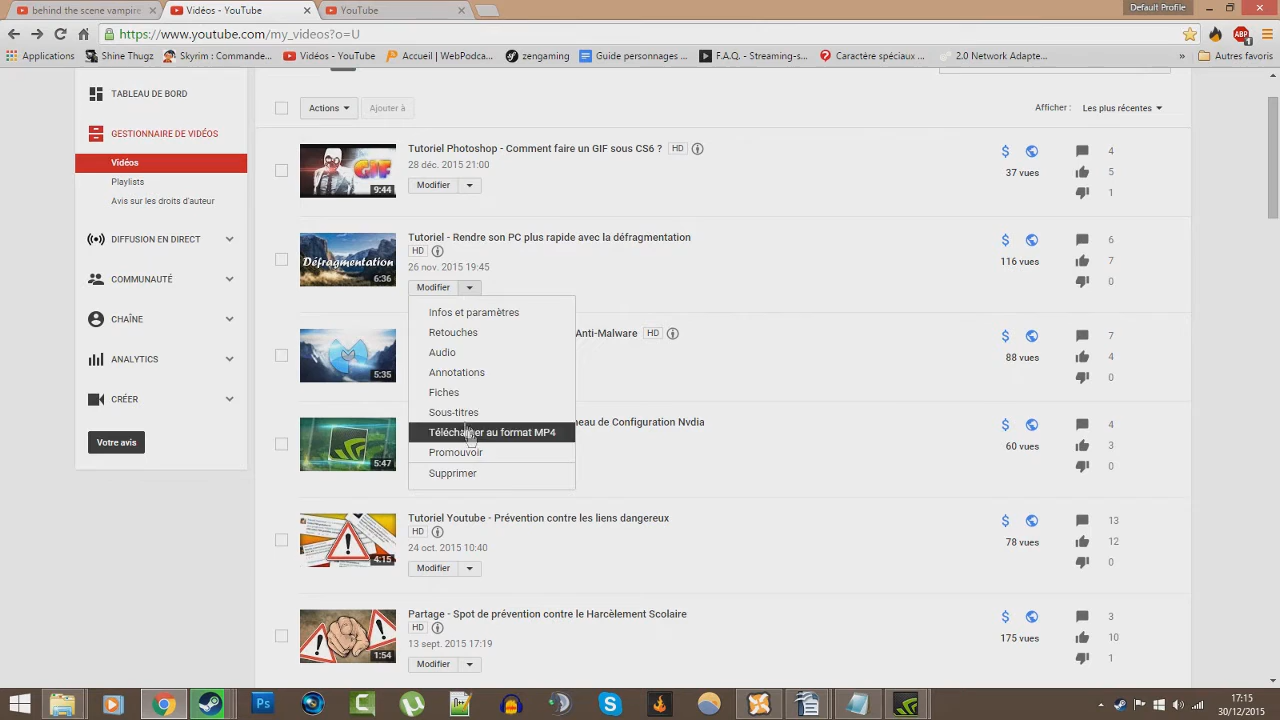 behind the scene vampire
Vidéos - YouTube
YouTube
Default Profile
https://www.youtube.com/my_videos?o=U
ABP
Applications
Shine Thugz
Skyrim : Commande...
Vidéos - YouTube
Accueil | WebPodca...
zengaming
Guide personnages ...
F.A.Q. - Streaming-s...
Caractère spéciaux ...
2.0 Network Adapte...
»
Autres favoris
TABLEAU DE BORD
GESTIONNAIRE DE VIDÉOS
Vidéos
Playlists
Avis sur les droits d'auteur
DIFFUSION EN DIRECT
COMMUNAUTÉ
CHAÎNE
ANALYTICS
CRÉER
Votre avis
Actions
Ajouter à
Afficher :
Les plus récentes
GIF
9:44
Tutoriel Photoshop - Comment faire un GIF sous CS6 ?
HD
28 déc. 2015 21:00
Modifier
$
37 vues
4
5
1
Défragmentation
6:36
Tutoriel - Rendre son PC plus rapide avec la défragmentation
HD
26 nov. 2015 19:45
Modifier
$
116 vues
6
7
0
Infos et paramètres
Retouches
Audio
Annotations
Fiches
Sous-titres
Télécharger au format MP4
Promouvoir
Supprimer
5:35
Anti-Malware
HD
$
88 vues
7
4
0
5:47
neau de Configuration Nvdia
$
60 vues
4
3
0
4:15
Tutoriel Youtube - Prévention contre les liens dangereux
HD
24 oct. 2015 10:40
Modifier
$
78 vues
13
12
0
1:54
Partage - Spot de prévention contre le Harcèlement Scolaire
HD
13 sept. 2015 17:19
Modifier
$
175 vues
3
10
1
Ps
17:15
30/12/2015